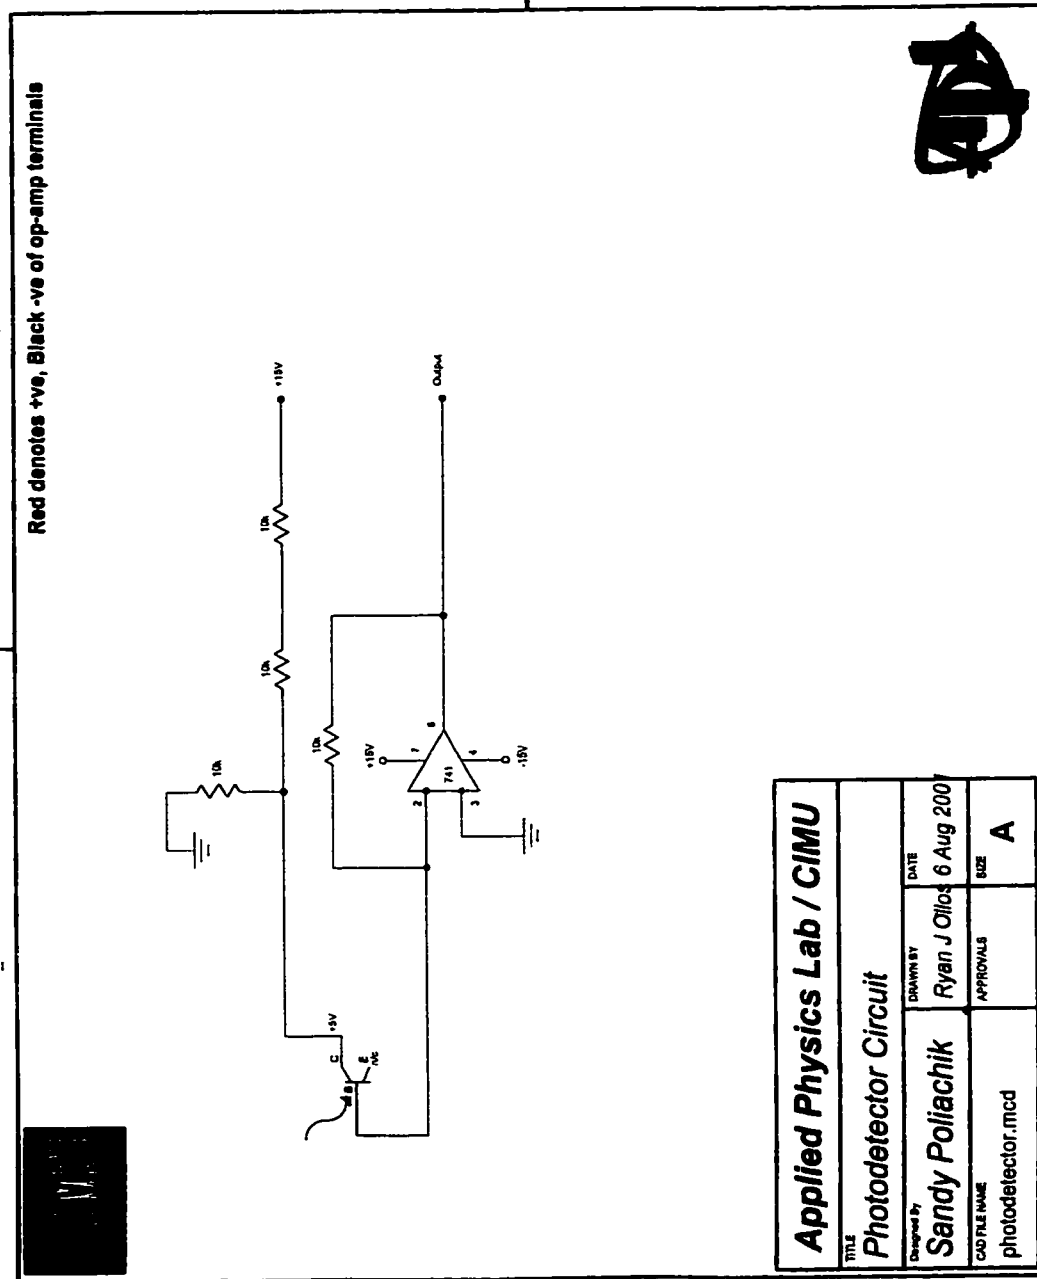 Red denotes +ve, Black -ve of op-amp terminals
10k
10k
10k
+15V
+5V
C
B
E
n/c
10k
+15V
7
2
741
6
3
4
-15V
Output
Applied Physics Lab / CIMU
TITLE
Photodetector Circuit
Designed By
Sandy Poliachik
DRAWN BY
Ryan J Ollos
DATE
6 Aug 2001
CAD FILE NAME
photodetector.mcd
APPROVALS
SIZE
A